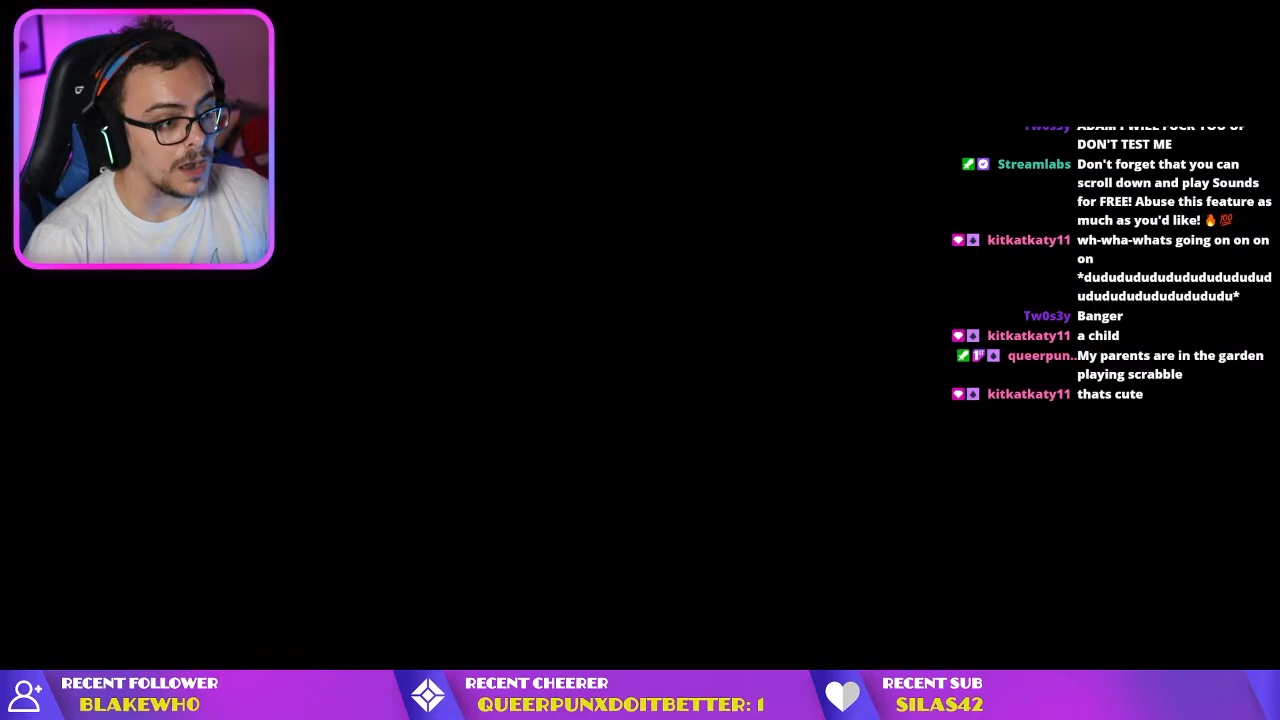 DON'T TEST ME
Streamlabs Don't forget that you can
scroll down and play Sounds
for FREE! Abuse this feature as
much as you'd like! 🔥💯
kitkatkaty11 wh-wha-whats going on on on
on
*dudududududududududud
udududududududududu*
Tw0s3y Banger
kitkatkaty11 a child
queerpun.. My parents are in the garden
playing scrabble
kitkatkaty11 thats cute
RECENT FOLLOWER
BLAKEWHO
RECENT CHEERER
QUEERPUNXDOITBETTER: 1
RECENT SUB
SILAS42